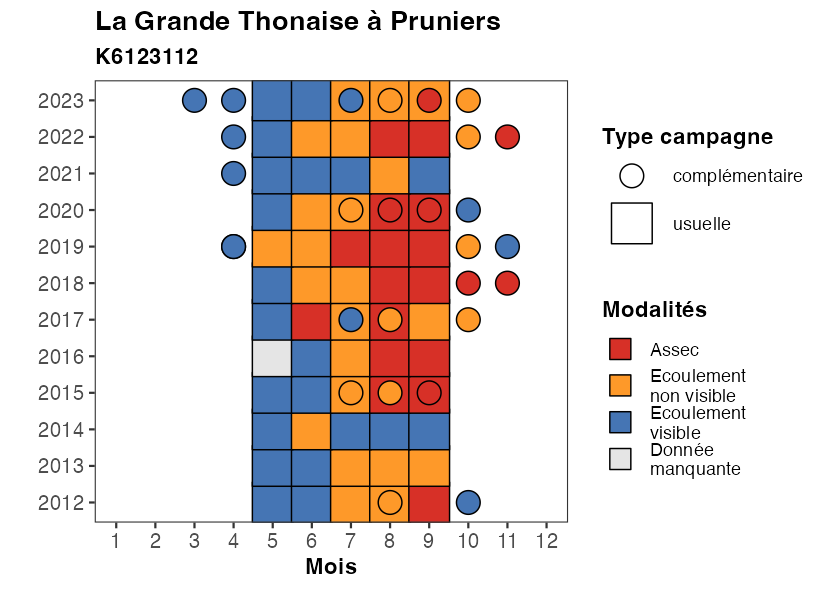 La Grande Thonaise à Pruniers
K6123112
2023
2022
2021
2020
2019
2018
2017
2016
2015
2014
2013
2012
1 2 3 4 5 6 7 8 9 10 11 12
Mois
Type campagne
complémentaire
usuelle
Modalités
Assec
Ecoulement
non visible
Ecoulement
visible
Donnée
manquante